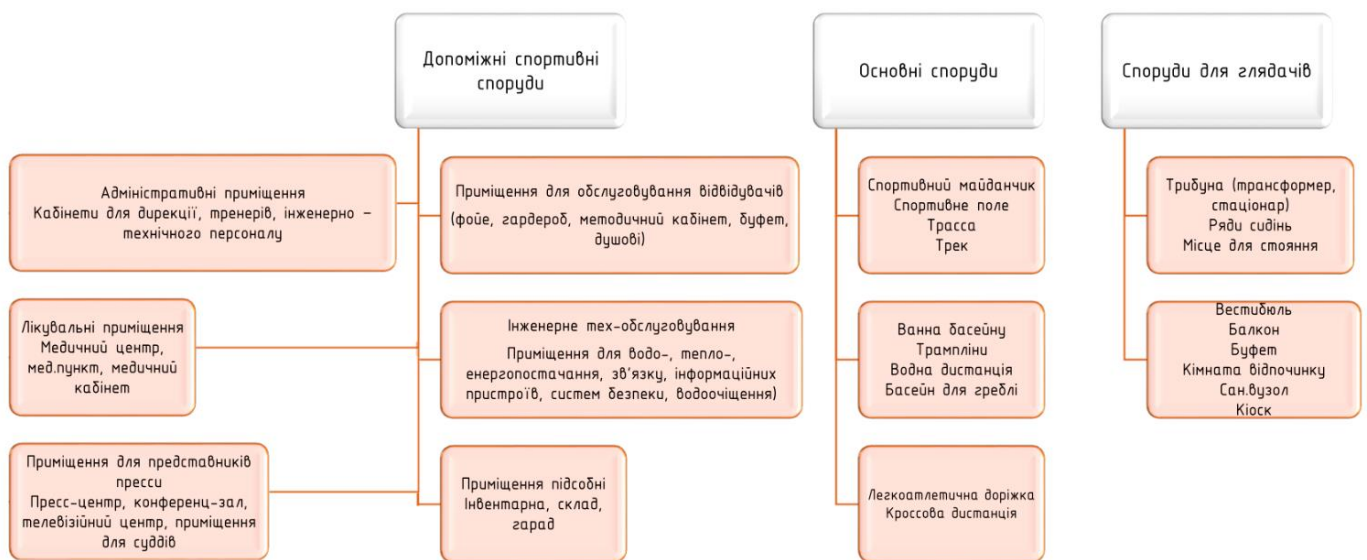 Допоміжні спортивні
споруди
Адміністративні приміщення
Кабінети для дирекції, тренерів, інженерно –
технічного персоналу
Приміщення для обслуговування відвідувачів
(фойе, гардероб, методичний кабінет, буфет,
душові)
Лікувальні приміщення
Медичний центр,
мед.пункт, медичний
кабінет
Інженерне тех-обслуговування
Приміщення для водо-, тепло-,
енергопостачання, зв'язку, інформаційних
пристроїв, систем безпеки, водоочіщення)
Приміщення для представників
пресси
Пресс-центр, конференц-зал,
телевізійний центр, приміщення
для суддів
Приміщення підсобні
Інвентарна, склад,
гарад
Основні споруди
Спортивний майданчик
Спортивне поле
Трасса
Трек
Ванна басейну
Трампліни
Водна дистанція
Басейн для греблі
Легкоатлетична доріжка
Кроссова дистанція
Споруди для глядачів
Трибуна (трансформер,
стаціонар)
Ряди сидінь
Місце для стояння
Вестибюль
Балкон
Буфет
Кімната відпочинку
Сан.вузол
Кіоск